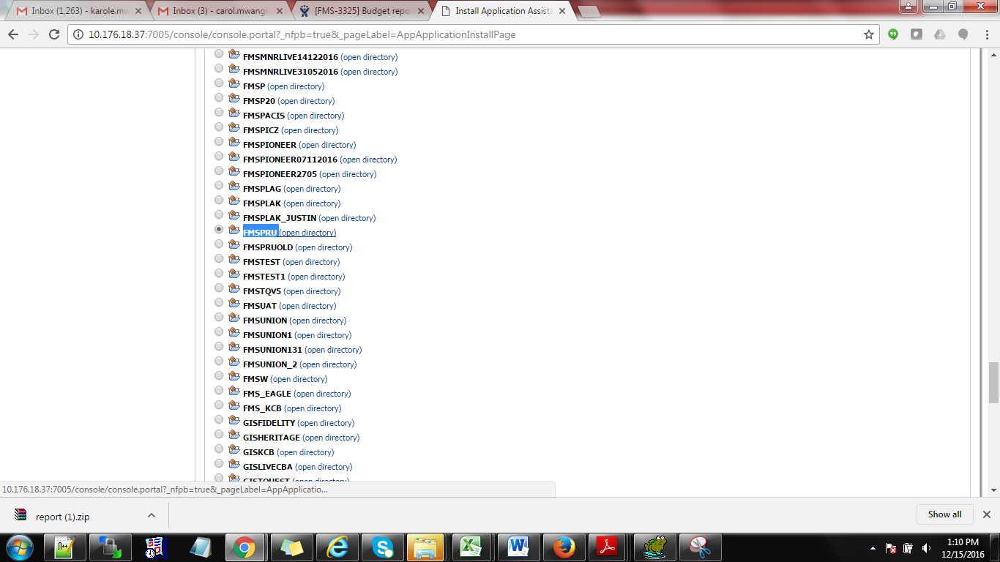 Inbox (1,263) - karole.mw
Inbox (3) - carol.mwangi
[FMS-3325] Budget repo
Install Application Assista
10.176.18.37:7005/console/console.portal?_nfpb=true&_pageLabel=AppApplicationInstallPage
FMSMNRLIVE14122016 (open directory)
FMSMNRLIVE31052016 (open directory)
FMSP (open directory)
FMSP20 (open directory)
FMSPACIS (open directory)
FMSPICZ (open directory)
FMSPIONEER (open directory)
FMSPIONEER07112016 (open directory)
FMSPIONEER2705 (open directory)
FMSPLAG (open directory)
FMSPLAK (open directory)
FMSPLAK_JUSTIN (open directory)
FMSPRU (open directory)
FMSPRUOLD (open directory)
FMSTEST (open directory)
FMSTEST1 (open directory)
FMSTQV5 (open directory)
FMSUAT (open directory)
FMSUNION (open directory)
FMSUNION1 (open directory)
FMSUNION131 (open directory)
FMSUNION_2 (open directory)
FMSW (open directory)
FMS_EAGLE (open directory)
FMS_KCB (open directory)
GISFIDELITY (open directory)
GISHERITAGE (open directory)
GISKCB (open directory)
GISLIVECBA (open directory)
(open directory)
10.176.18.37:7005/console/console.portal?_nfpb=true&_pageLabel=AppApplicatio...
report (1).zip
Show all
1:10 PM
12/15/2016